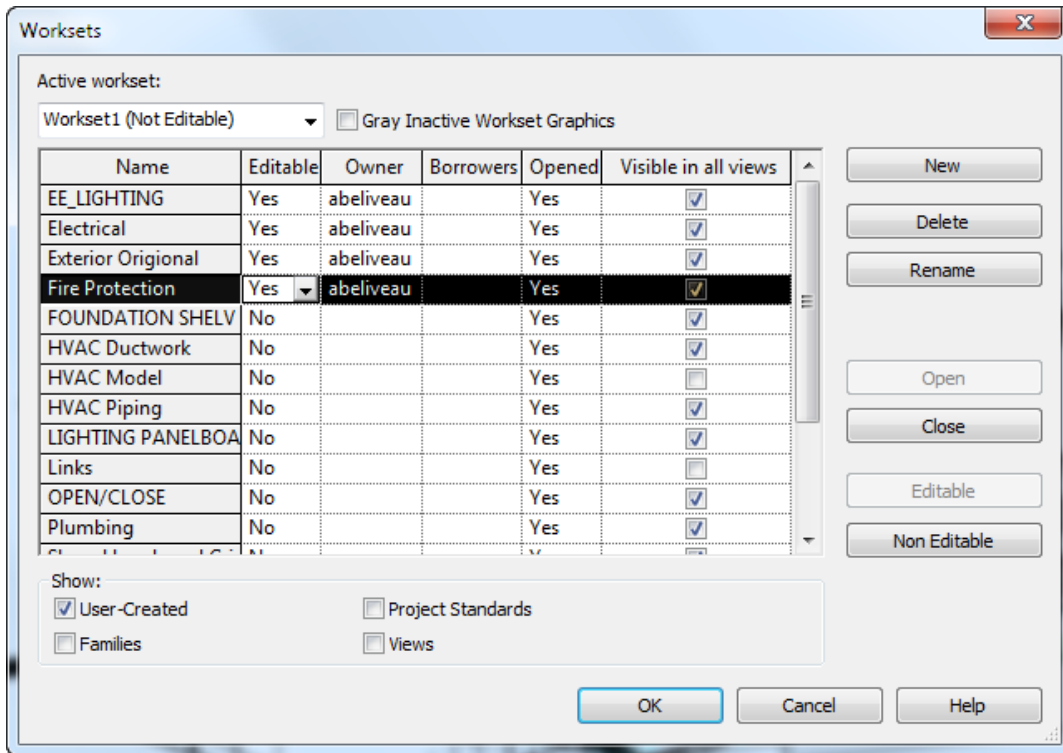 Worksets
Active workset:
Workset1 (Not Editable) Gray Inactive Workset Graphics
Name Editable Owner Borrowers Opened Visible in all views New
EE_LIGHTING Yes abeliveau Yes
Electrical Yes abeliveau Yes Delete
Exterior Origional Yes abeliveau Yes
Fire Protection Yes abeliveau Yes Rename
FOUNDATION SHELV No Yes
HVAC Ductwork No Yes
HVAC Model No Yes Open
HVAC Piping No Yes
LIGHTING PANELBOA No Yes Close
Links No Yes
OPEN/CLOSE No Yes Editable
Plumbing No Yes
Non Editable
Show:
User-Created Project Standards
Families Views
OK Cancel Help